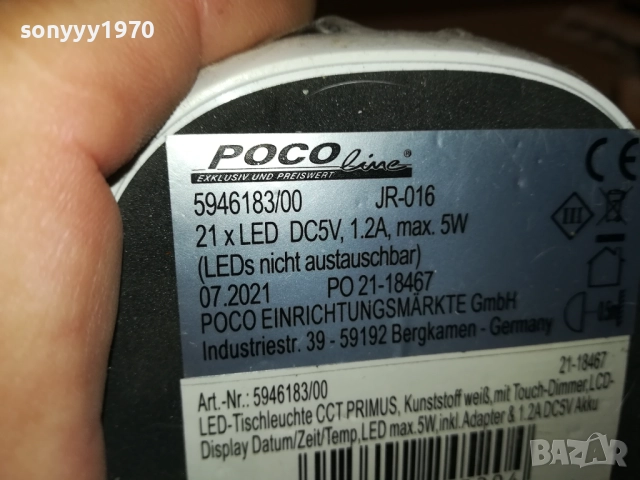 sonyyy1970
POCO line®
EXKLUSIV UND PREISWERT
5946183/00 JR-016
21 x LED DC5V, 1.2A, max. 5W
(LEDs nicht austauschbar)
07.2021 PO 21-18467
POCO EINRICHTUNGSMÄRKTE GmbH
Industriestr. 39 - 59192 Bergkamen - Germany
CE
III
21-18467
Art.-Nr.: 5946183/00
LED-Tischleuchte CCT PRIMUS, Kunststoff weiß, mit Touch-Dimmer, LCD-
Display Datum/Zeit/Temp, LED max. 5W, inkl. Adapter & 1.2A DC5V Akku
BAZAR